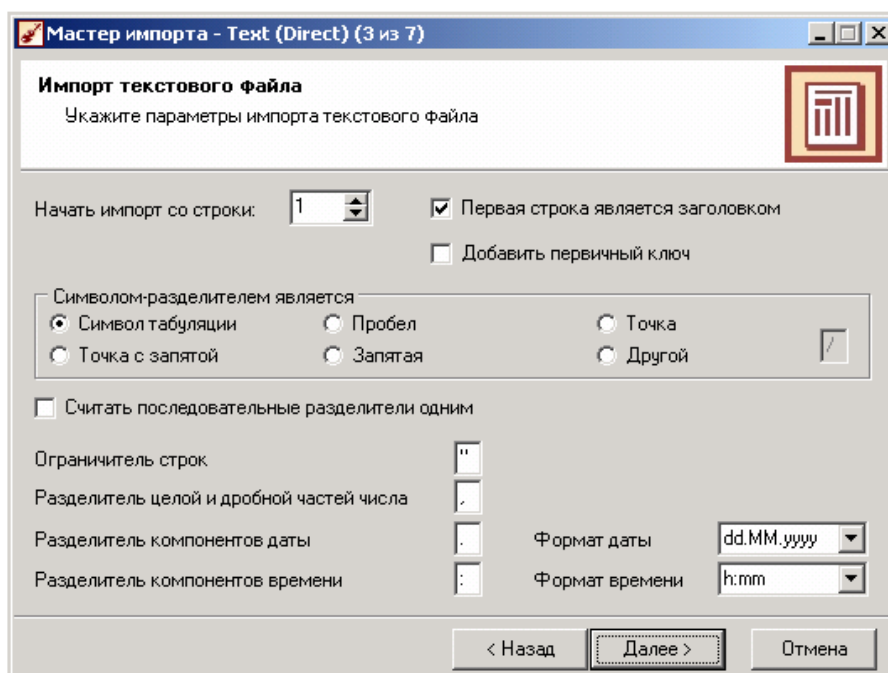 Мастер импорта - Text (Direct) (3 из 7)
Импорт текстового файла
Укажите параметры импорта текстового файла
Начать импорт со строки: 1 Первая строка является заголовком
Добавить первичный ключ
Символом-разделителем является
Символ табуляции Пробел Точка
Точка с запятой Запятая Другой /
Считать последовательные разделители одним
Ограничитель строк "
Разделитель целой и дробной частей числа ,
Разделитель компонентов даты . Формат даты dd.MM.yyyy
Разделитель компонентов времени : Формат времени h:mm
< Назад Далее > Отмена